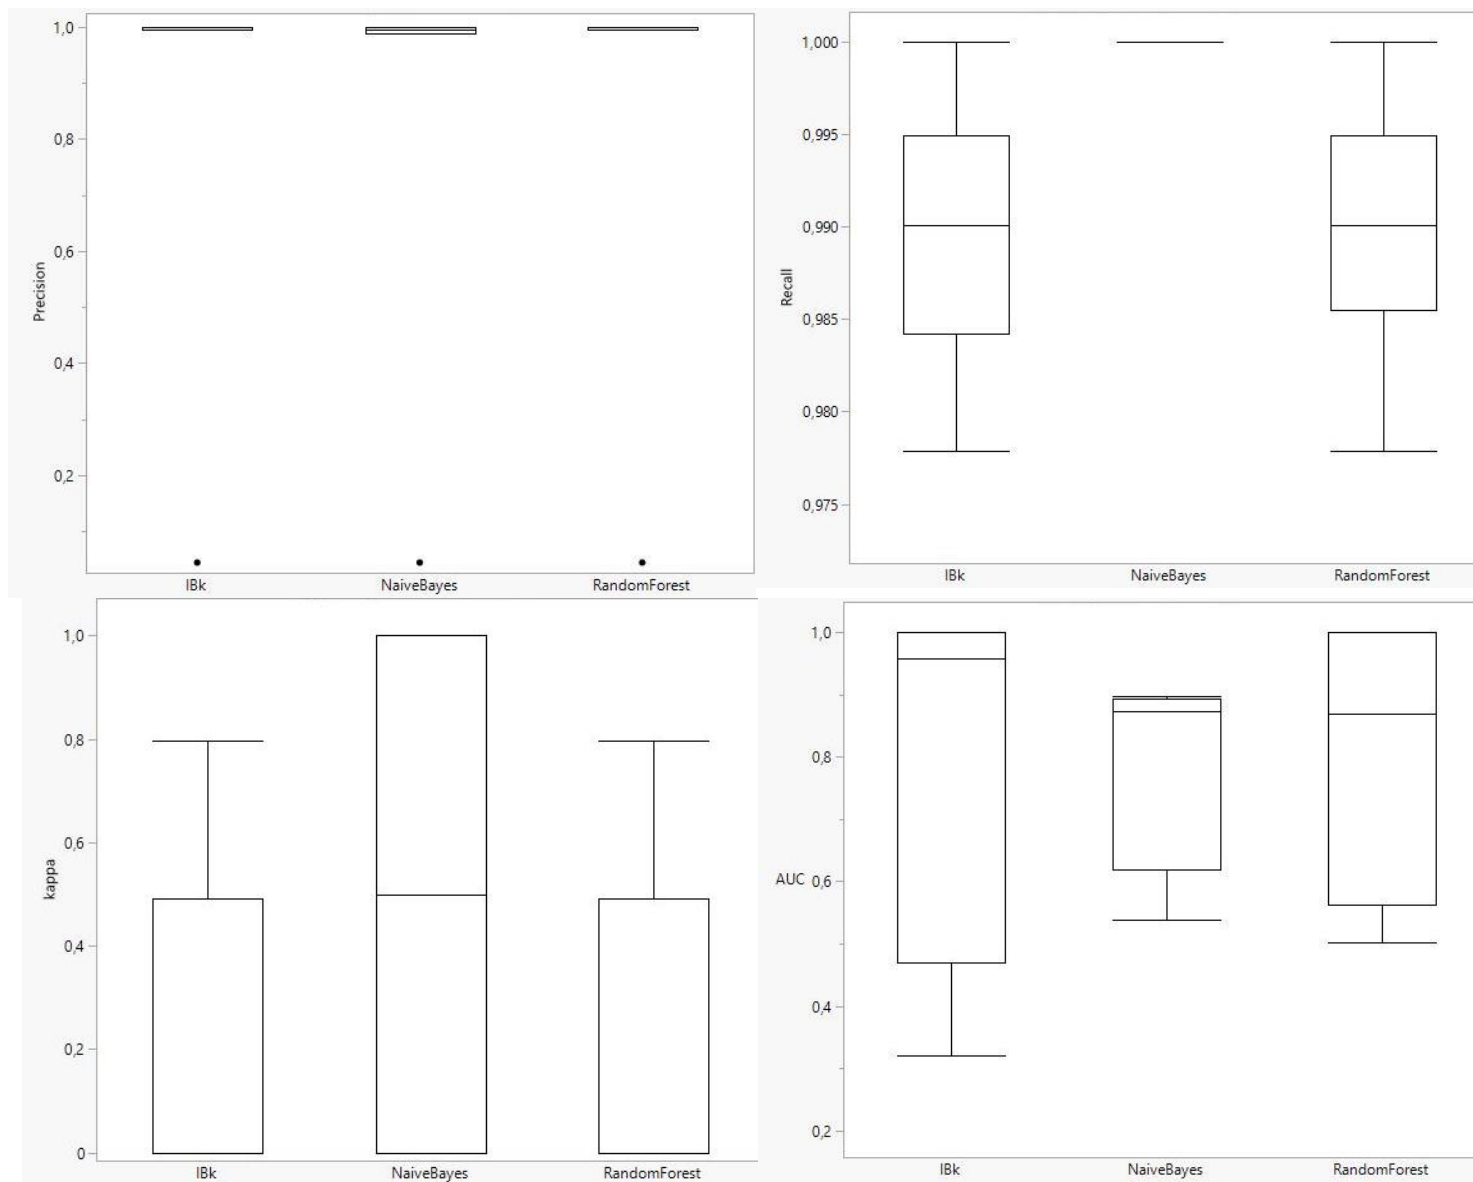 1,0
0,8
0,6
0,4
0,2
Precision
IBk NaiveBayes RandomForest
1,000
0,995
0,990
0,985
0,980
0,975
Recall
IBk NaiveBayes RandomForest
1,0
0,8
0,6
0,4
0,2
0
kappa
IBk NaiveBayes RandomForest
1,0
0,8
AUC 0,6
0,4
0,2
IBk NaiveBayes RandomForest